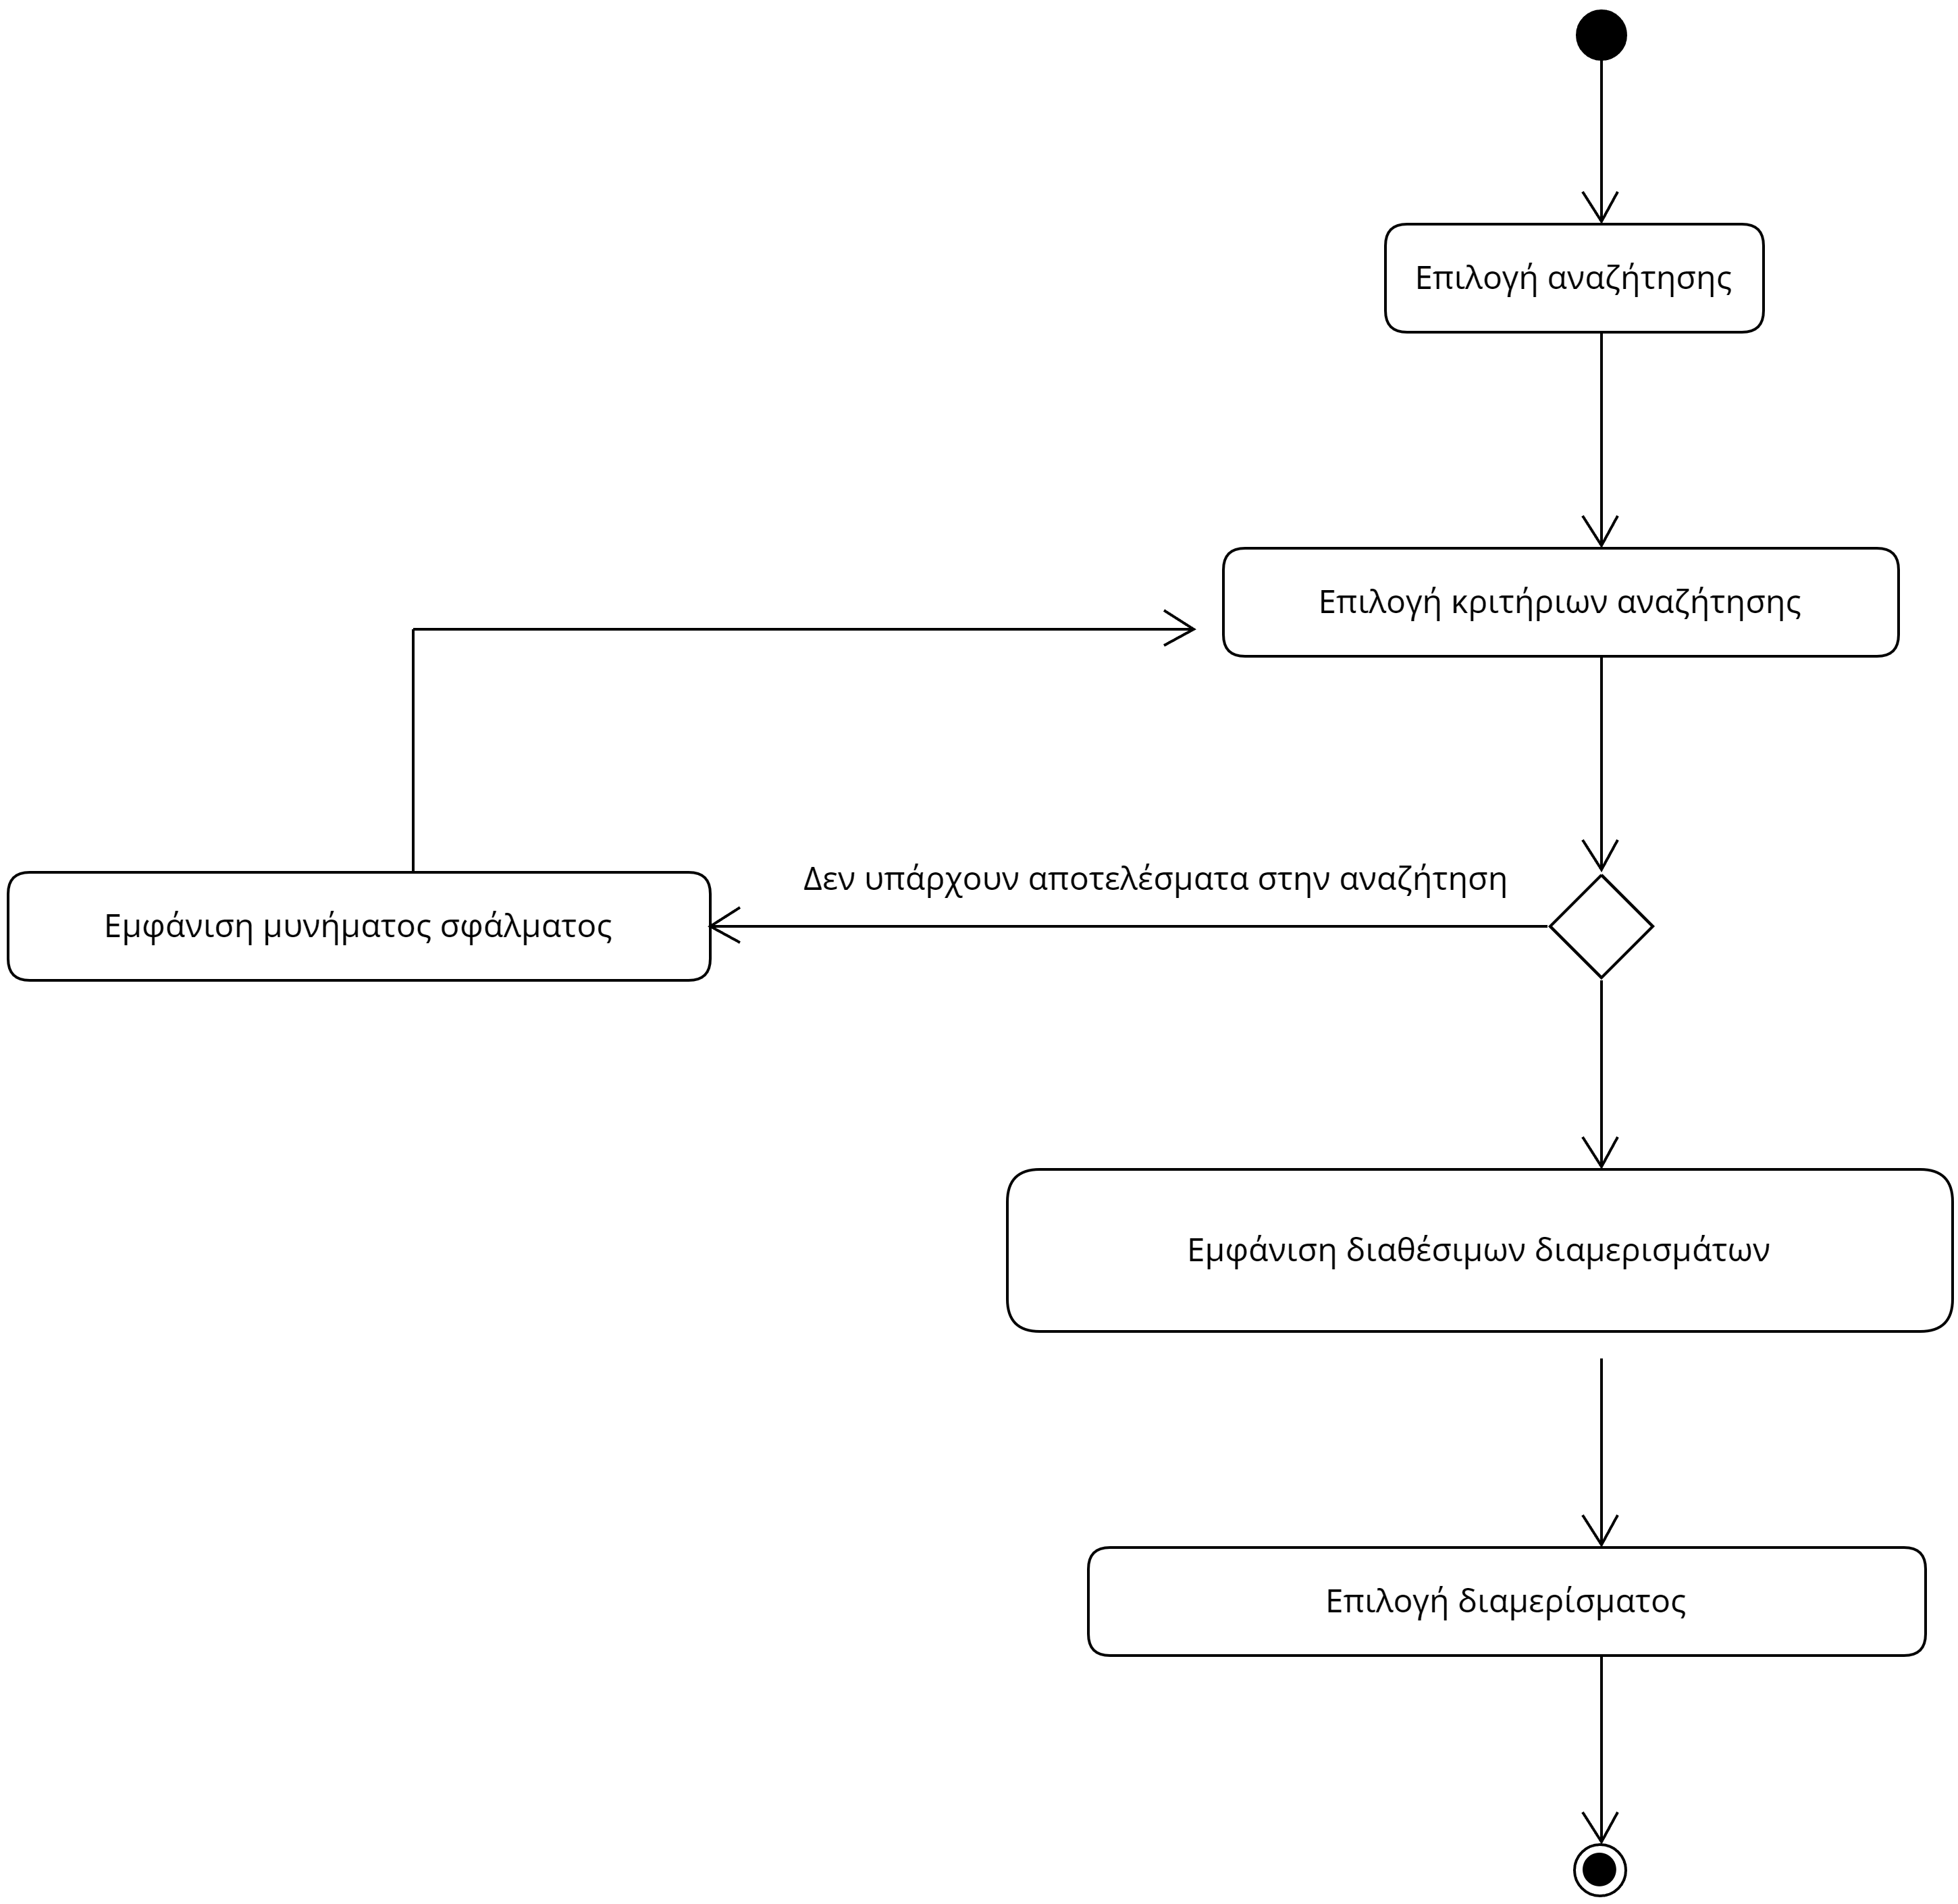 Επιλογή αναζήτησης
Επιλογή κριτήριων αναζήτησης
Δεν υπάρχουν αποτελέσματα στην αναζήτηση
Εμφάνιση μυνήματος σφάλματος
Εμφάνιση διαθέσιμων διαμερισμάτων
Επιλογή διαμερίσματος